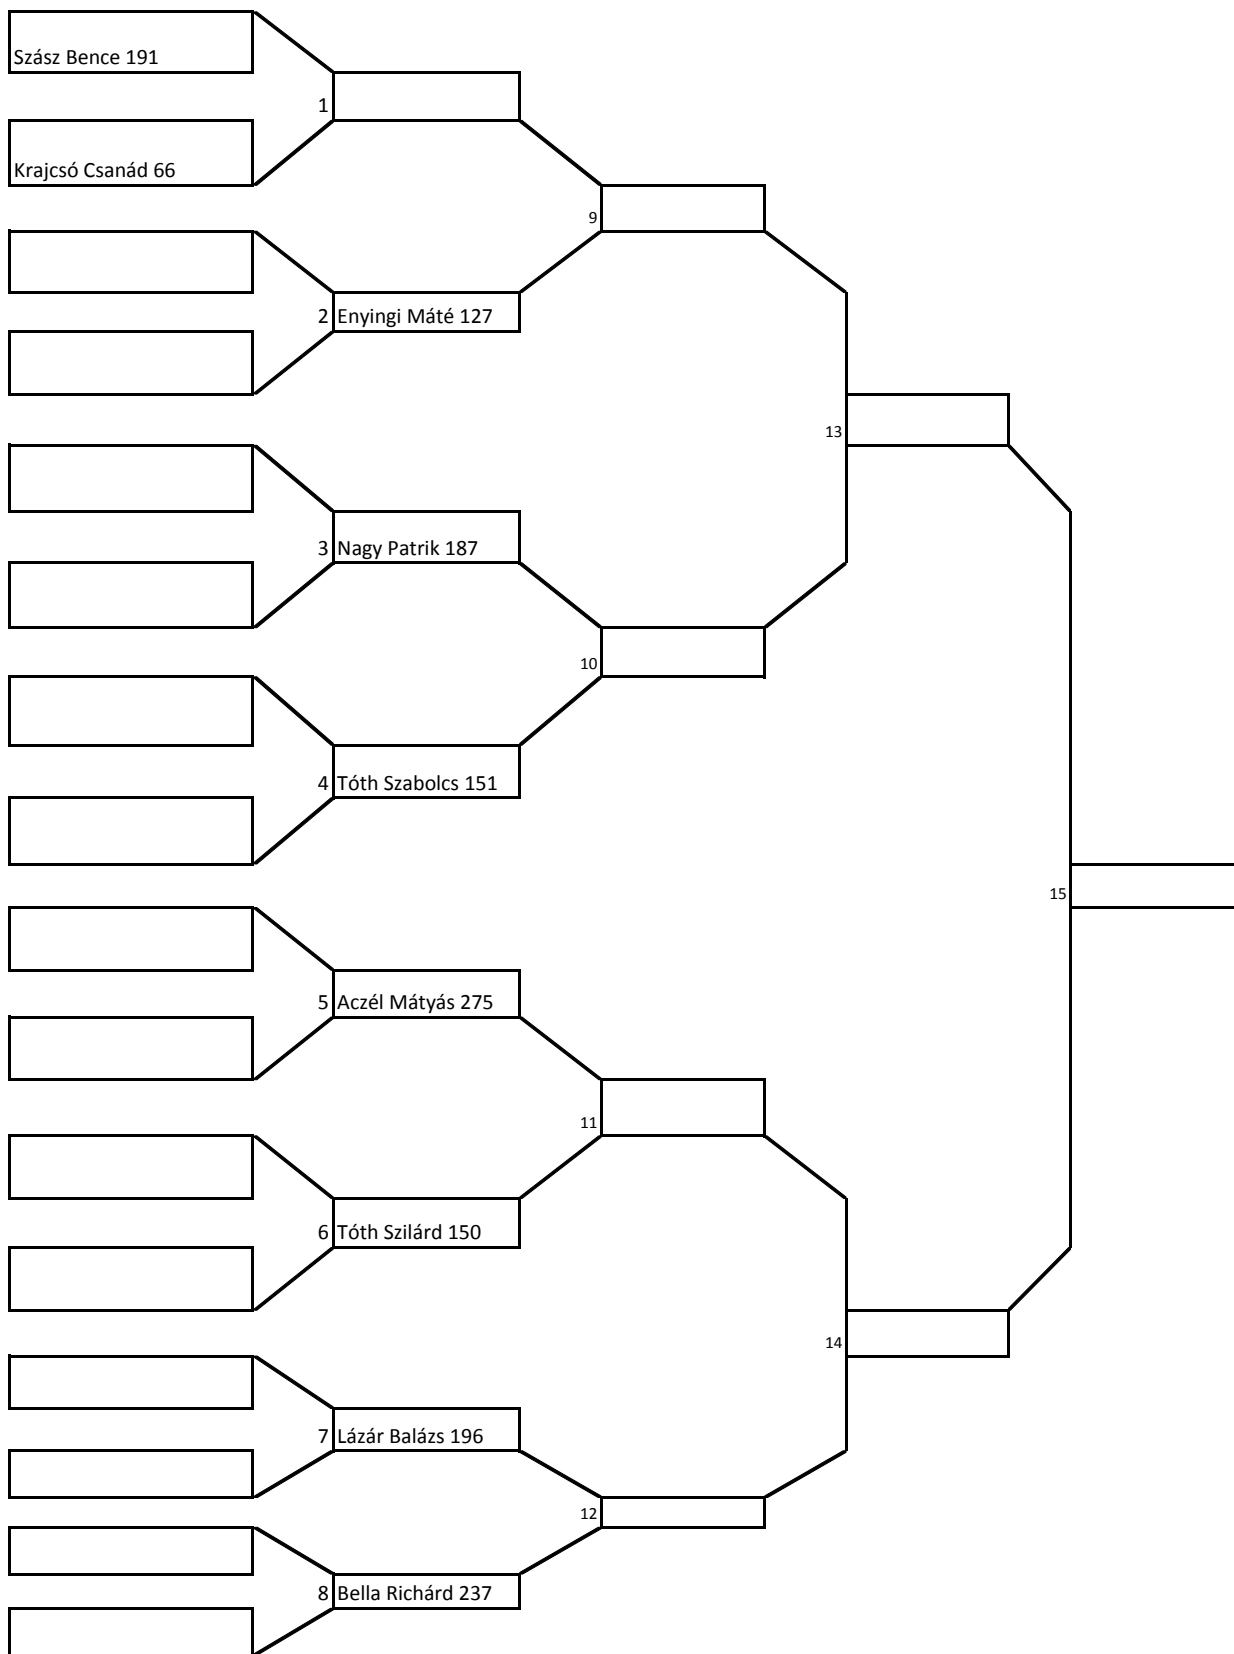 Szász Bence 191
1
Krajcsó Csanád 66
9
2 Enyingi Máté 127
13
3 Nagy Patrik 187
10
4 Tóth Szabolcs 151
15
5 Aczél Mátyás 275
11
6 Tóth Szilárd 150
14
7 Lázár Balázs 196
12
8 Bella Richárd 237